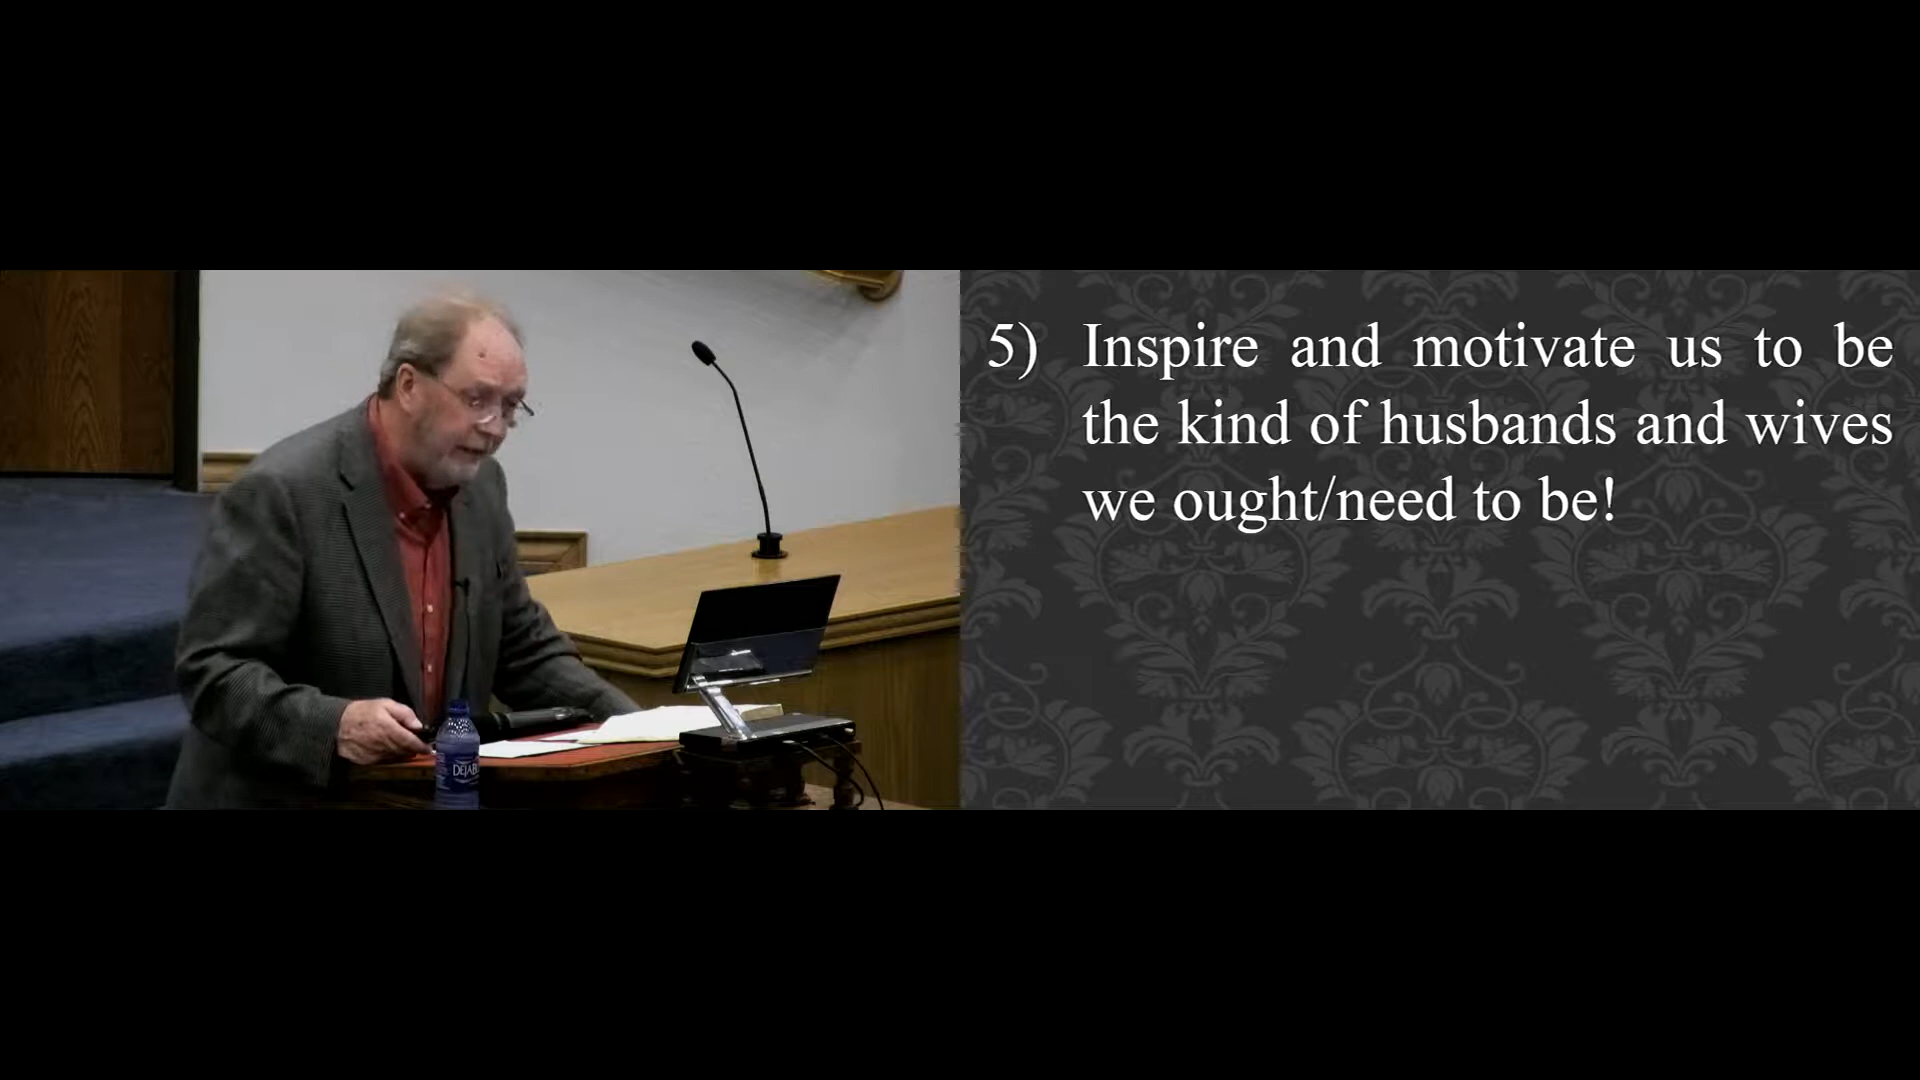 5) Inspire and motivate us to be
the kind of husbands and wives
we ought/need to be!